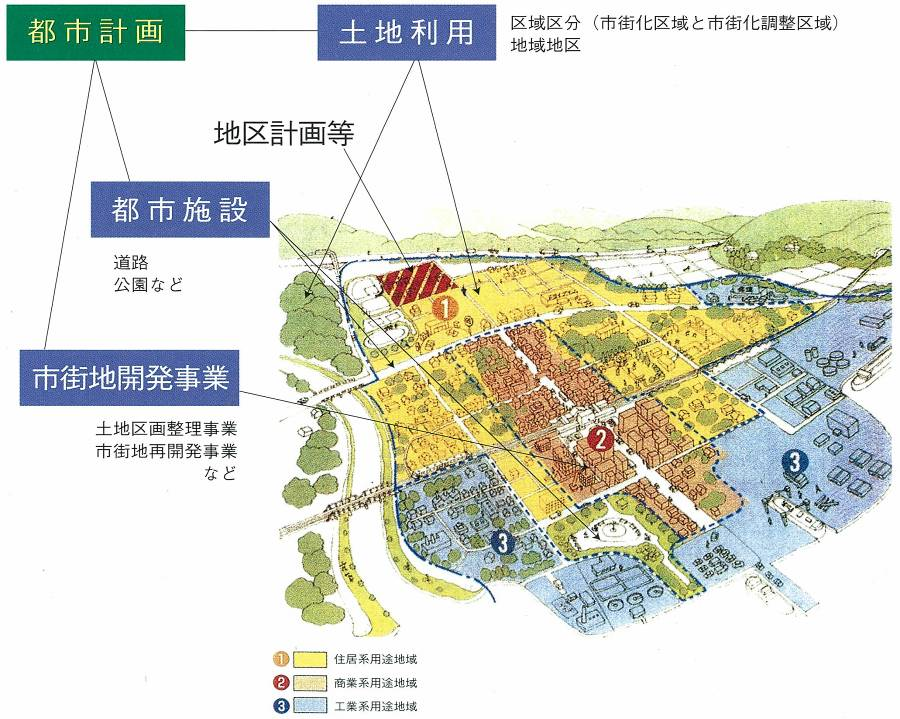 都市計画
土地利用
区域区分（市街化区域と市街化調整区域）
地域地区
地区計画等
都市施設
道路
公園など
市街地開発事業
土地区画整理事業
市街地再開発事業
など
1
2
3
3
1 住居系用途地域
2 商業系用途地域
3 工業系用途地域